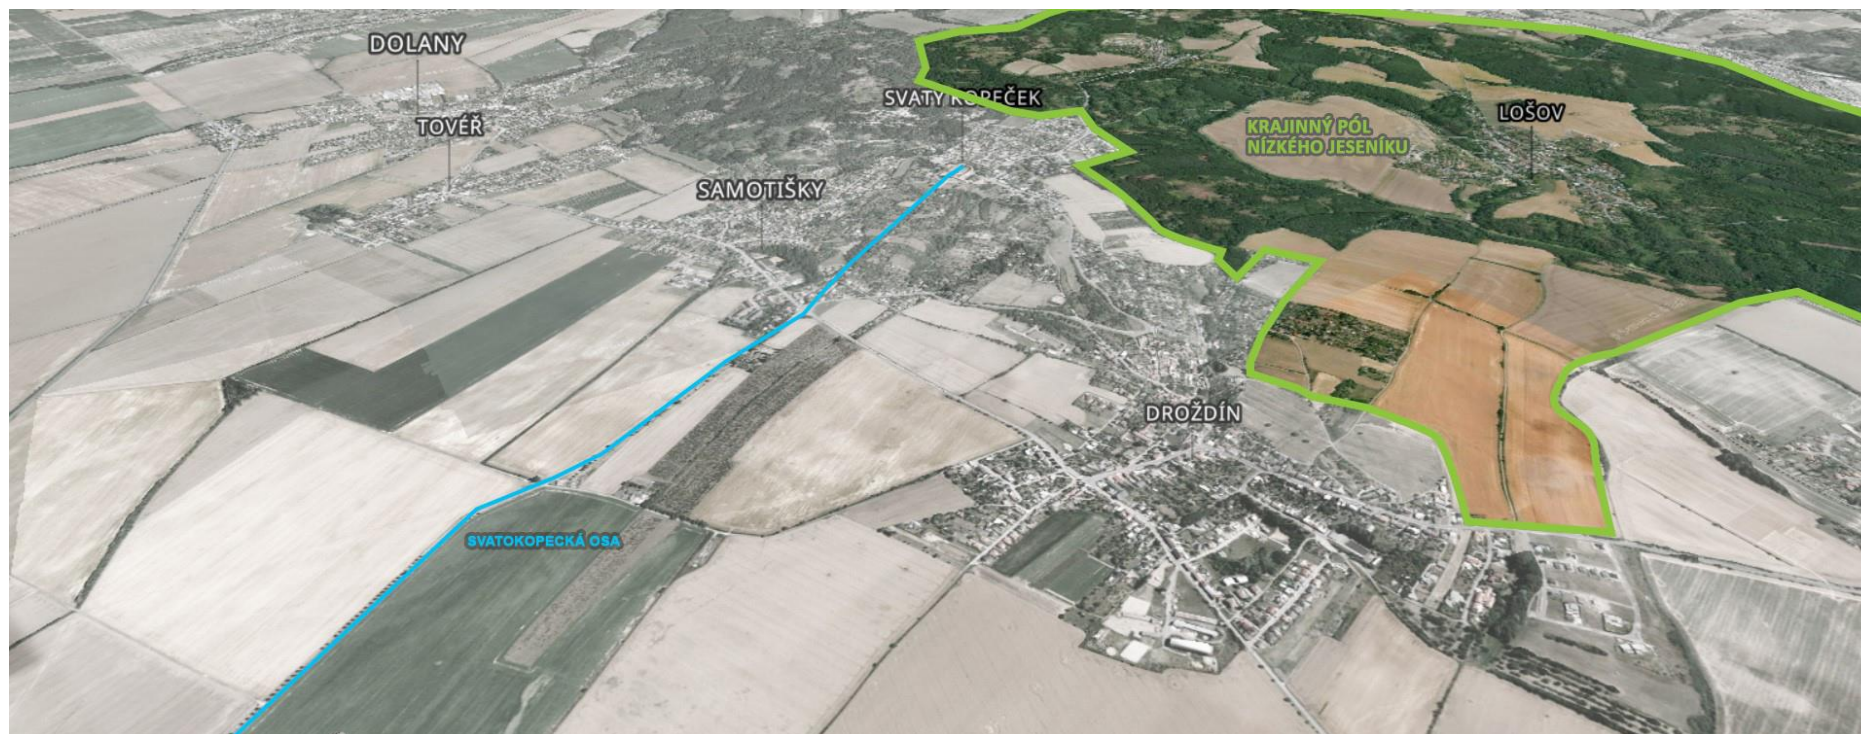 DOLANY
TOVÉŘ
SVATÝ KOPEČEK
LOŠOV
KRAJINNÝ PÓL
NÍZKÉHO JESENÍKU
SAMOTIŠKY
DROŽDÍN
SVATOKOPECKÁ OSA